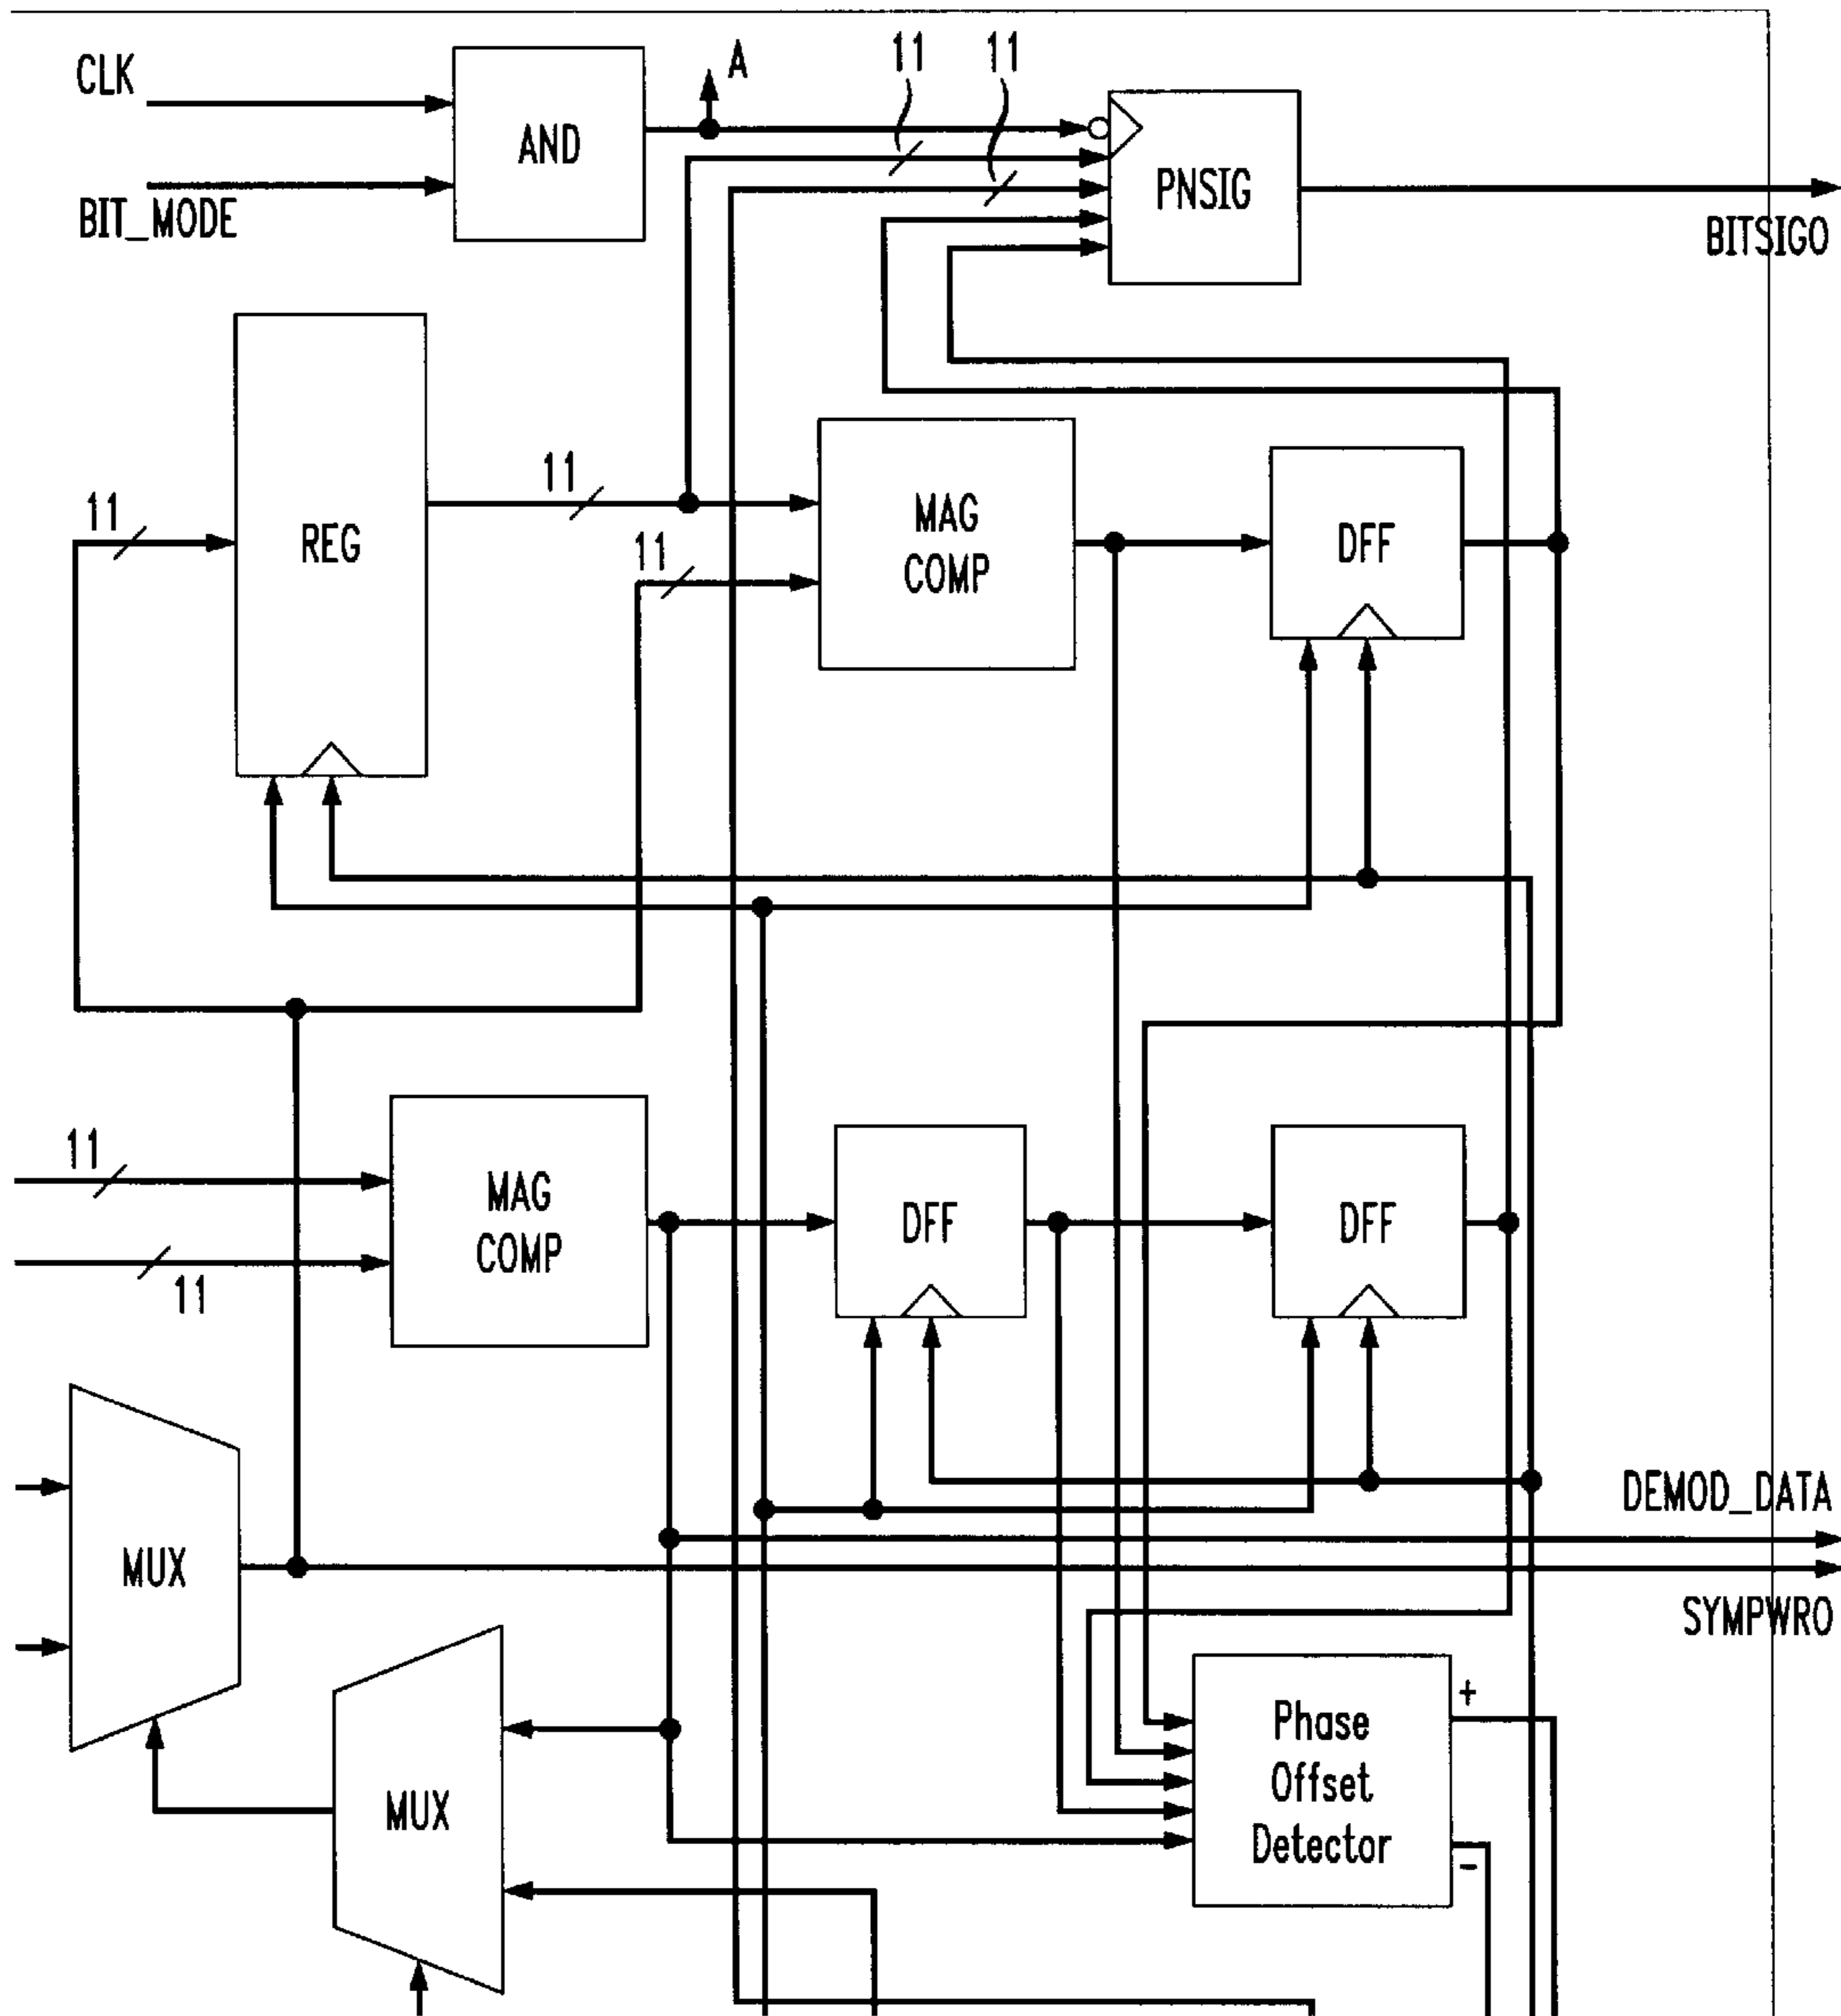 CLK
A
11
11
AND
PNSIG
BIT_MODE
BITSIGO
11
11
11
REG
MAG
COMP
DFF
11
11
MAG
COMP
DFF
DFF
DEMOD_DATA
SYMPWRO
MUX
MUX
Phase
Offset
Detector
+
-